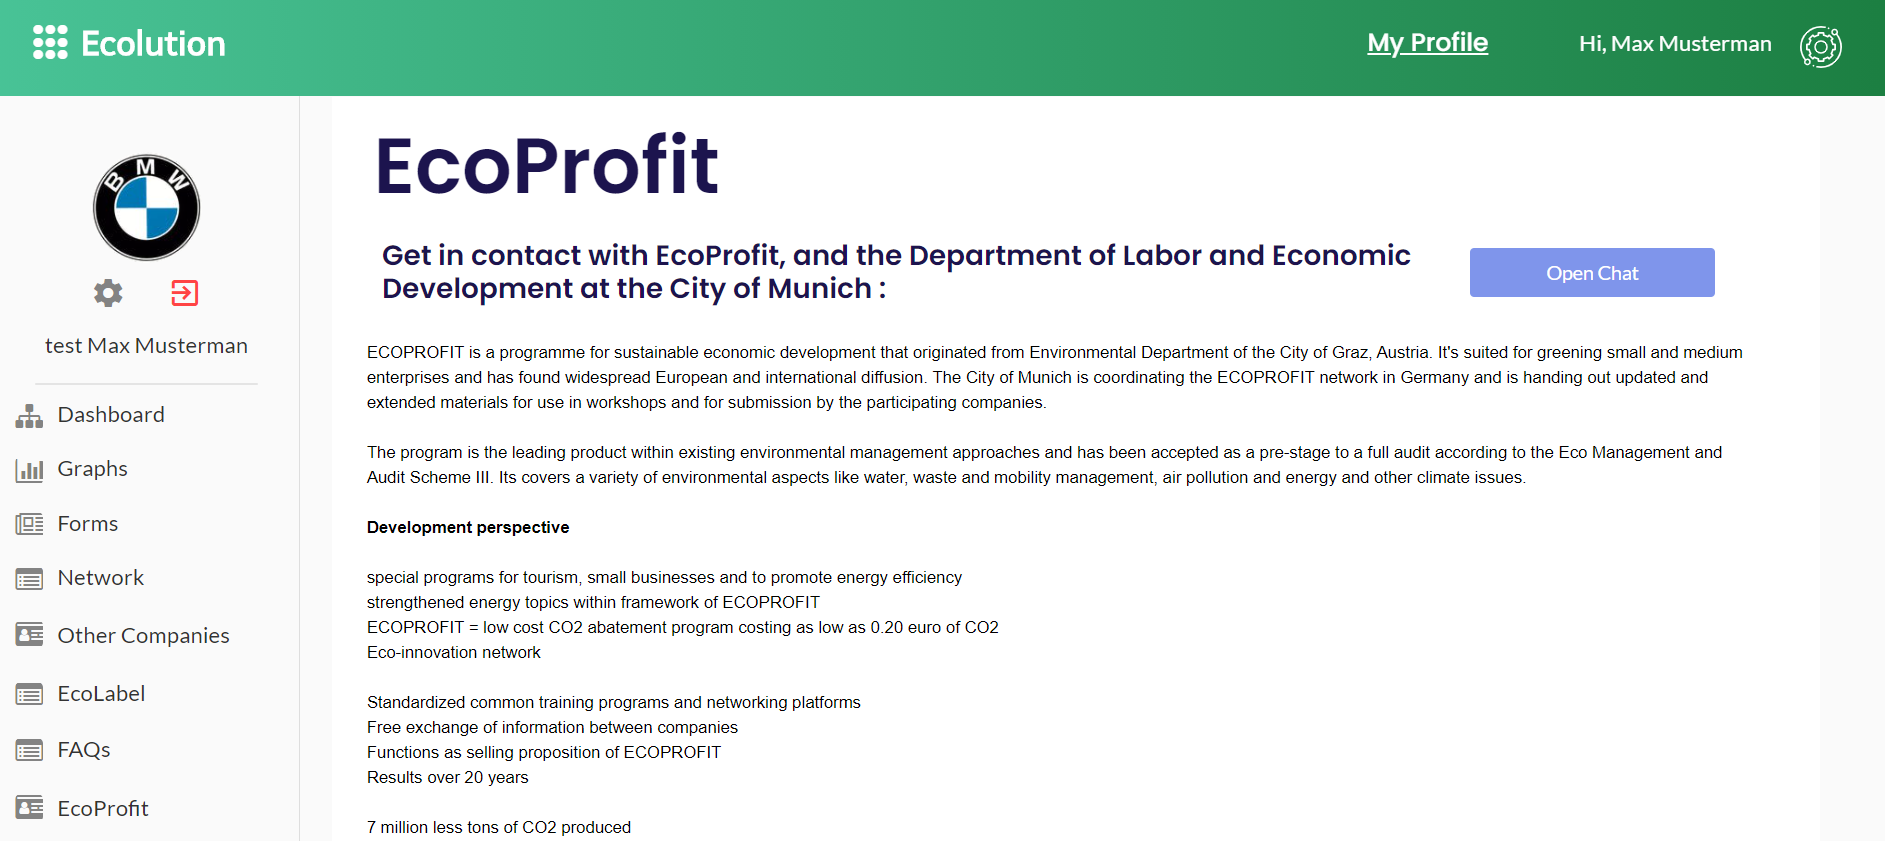 Ecolution
My Profile
Hi, Max Musterman
BMW
test Max Musterman
Dashboard
Graphs
Forms
Network
Other Companies
EcoLabel
FAQs
EcoProfit
EcoProfit
Get in contact with EcoProfit, and the Department of Labor and Economic
Development at the City of Munich :
Open Chat
ECOPROFIT is a programme for sustainable economic development that originated from Environmental Department of the City of Graz, Austria. It's suited for greening small and medium
enterprises and has found widespread European and international diffusion. The City of Munich is coordinating the ECOPROFIT network in Germany and is handing out updated and
extended materials for use in workshops and for submission by the participating companies.
The program is the leading product within existing environmental management approaches and has been accepted as a pre-stage to a full audit according to the Eco Management and
Audit Scheme III. Its covers a variety of environmental aspects like water, waste and mobility management, air pollution and energy and other climate issues.
Development perspective
special programs for tourism, small businesses and to promote energy efficiency
strengthened energy topics within framework of ECOPROFIT
ECOPROFIT = low cost CO2 abatement program costing as low as 0.20 euro of CO2
Eco-innovation network
Standardized common training programs and networking platforms
Free exchange of information between companies
Functions as selling proposition of ECOPROFIT
Results over 20 years
7 million less tons of CO2 produced